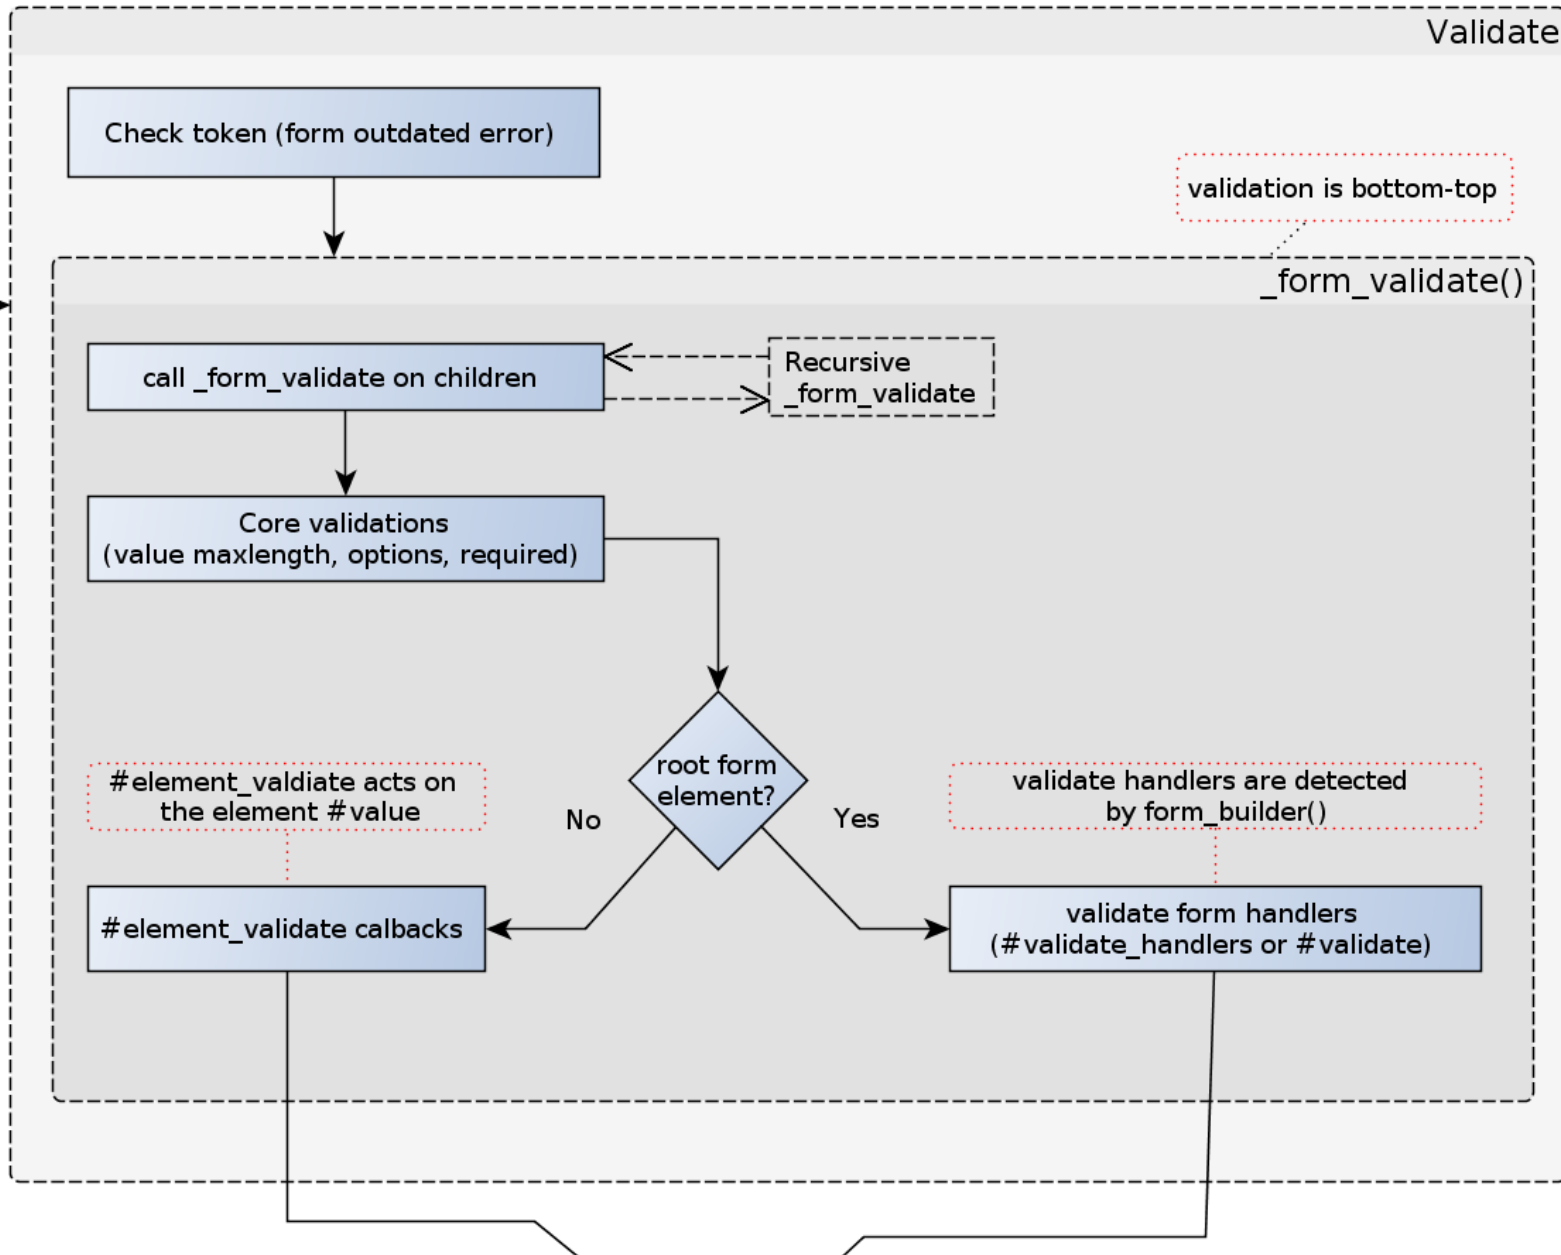 Validate
Check token (form outdated error)
validation is bottom-top
_form_validate()
call _form_validate on children
Recursive
_form_validate
Core validations
(value maxlength, options, required)
root form
element?
No
Yes
#element_valdiate acts on
the element #value
validate handlers are detected
by form_builder()
#element_validate calbacks
validate form handlers
(#validate_handlers or #validate)